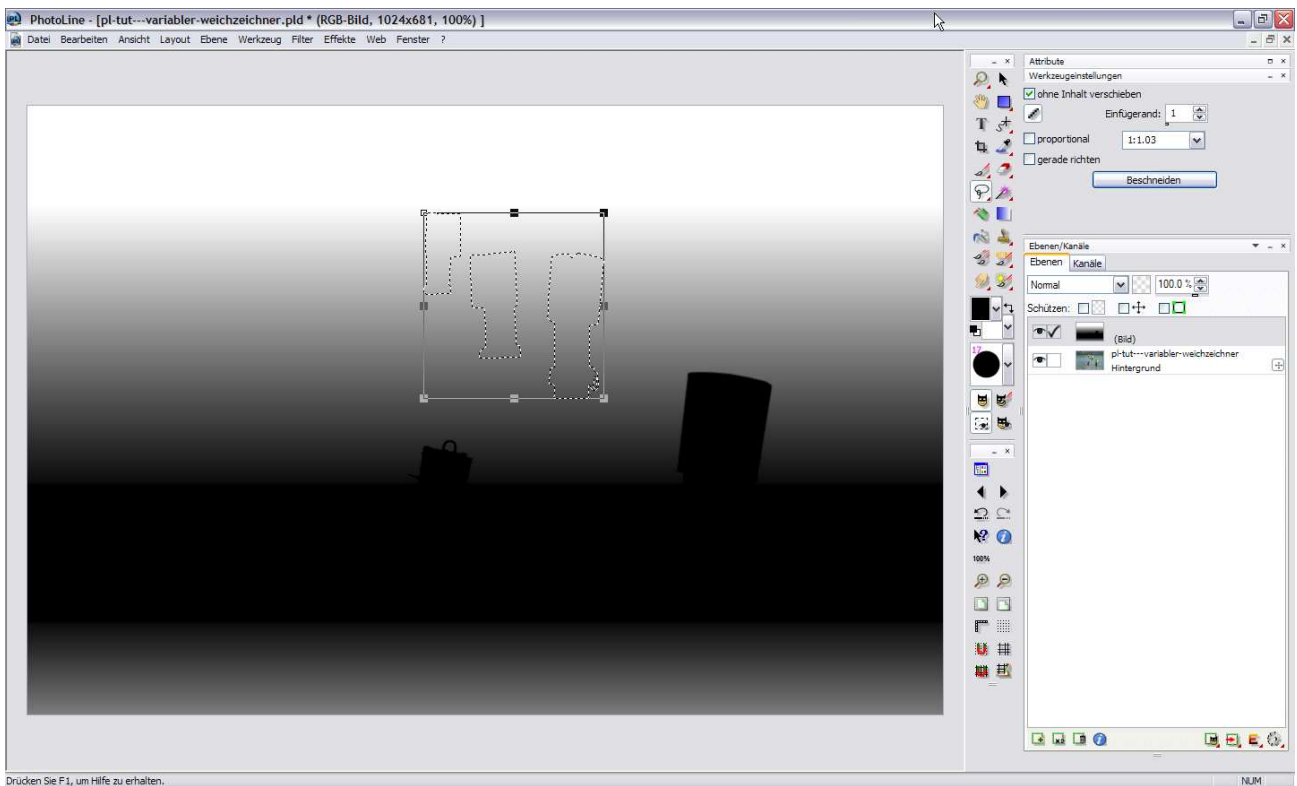 PhotoLine - [pl-tut---variabler-weichzeichner.pld * (RGB-Bild, 1024x681, 100%) ]
Datei Bearbeiten Ansicht Layout Ebene Werkzeug Filter Effekte Web Fenster ?
Attribute
Werkzeugeinstellungen
ohne Inhalt verschieben
Einfügerand: 1
proportional 1:1.03
gerade richten
Beschneiden
Ebenen/Kanäle
Ebenen Kanäle
Normal 100.0 %
Schützen:
(Bild)
pl-tut---variabler-weichzeichner
Hintergrund
17
100%
Drücken Sie F1, um Hilfe zu erhalten.
NUM